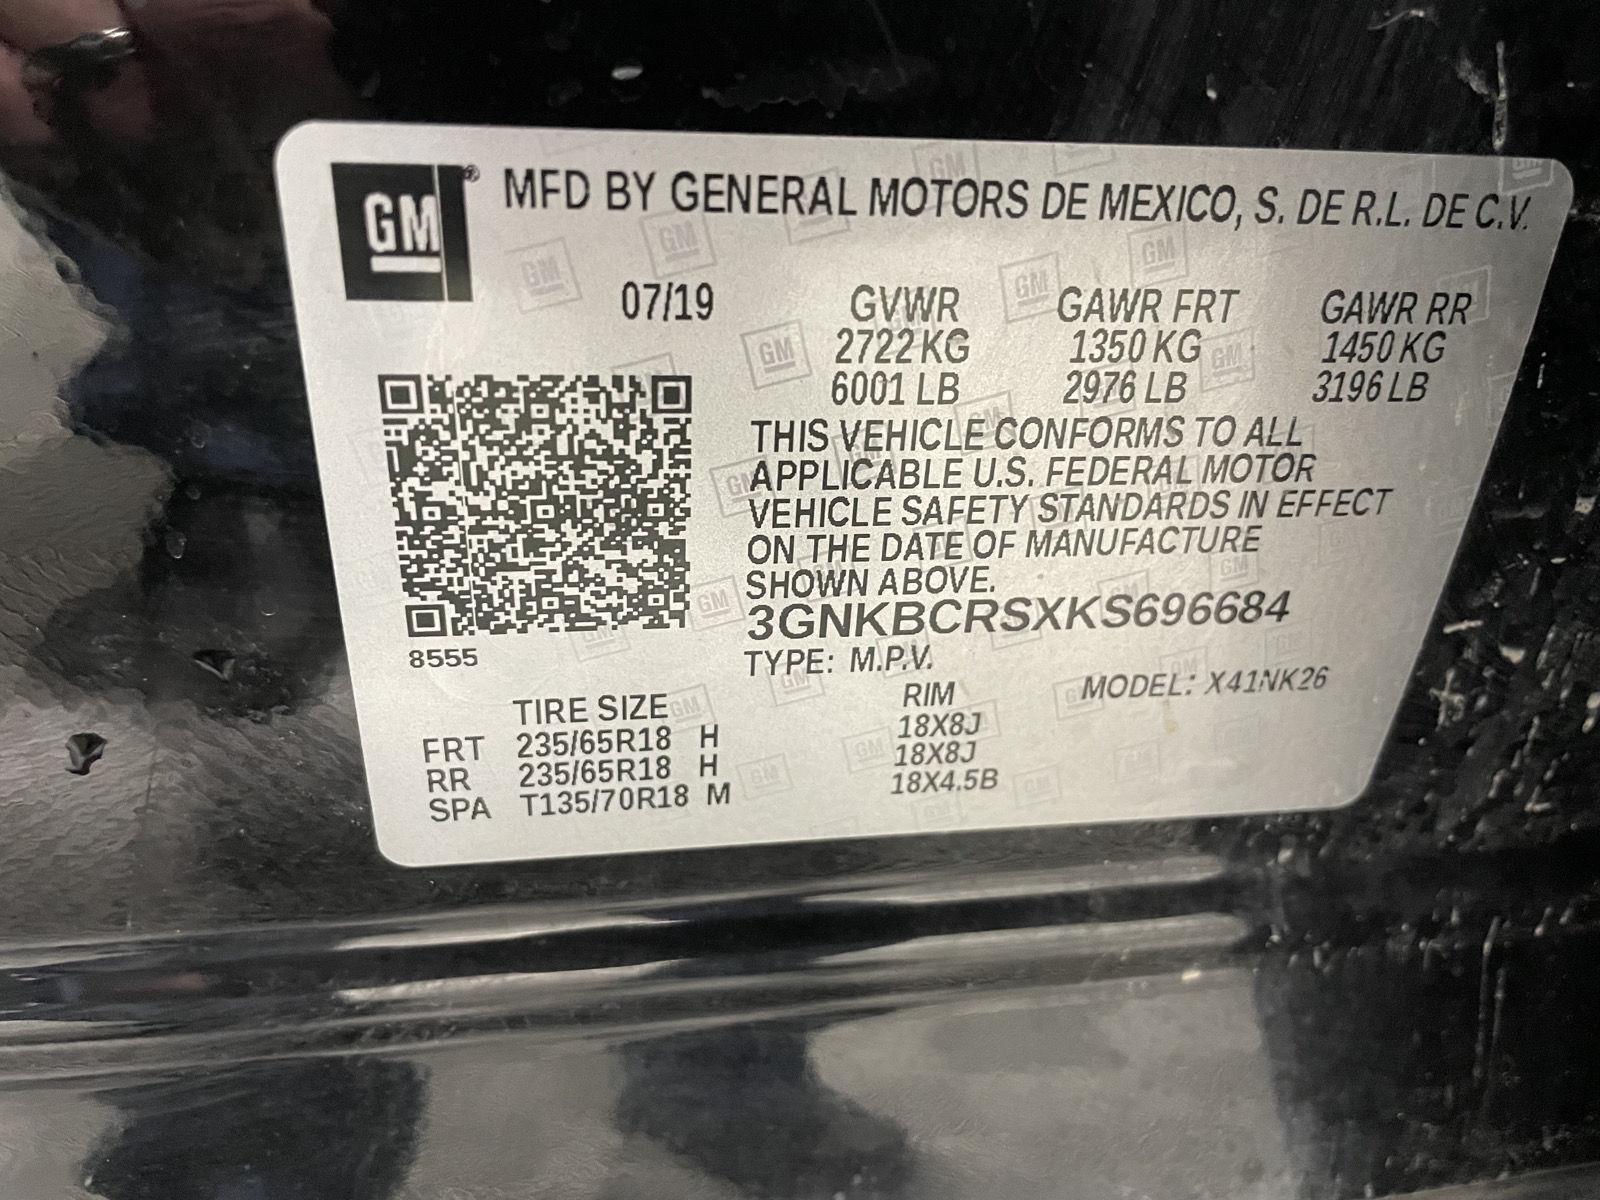 GM® MFD BY GENERAL MOTORS DE MEXICO, S. DE R.L. DE C.V.
07/19 GVWR GAWR FRT GAWR RR
2722 KG 1350 KG 1450 KG
6001 LB 2976 LB 3196 LB
THIS VEHICLE CONFORMS TO ALL
APPLICABLE U.S. FEDERAL MOTOR
VEHICLE SAFETY STANDARDS IN EFFECT
ON THE DATE OF MANUFACTURE
SHOWN ABOVE.
3GNKBCRSXKS696684
8555
TYPE: M.P.V. MODEL: X41NK26
TIRE SIZE RIM
FRT 235/65R18 H 18X8J
RR 235/65R18 H 18X8J
SPA T135/70R18 M 18X4.5B